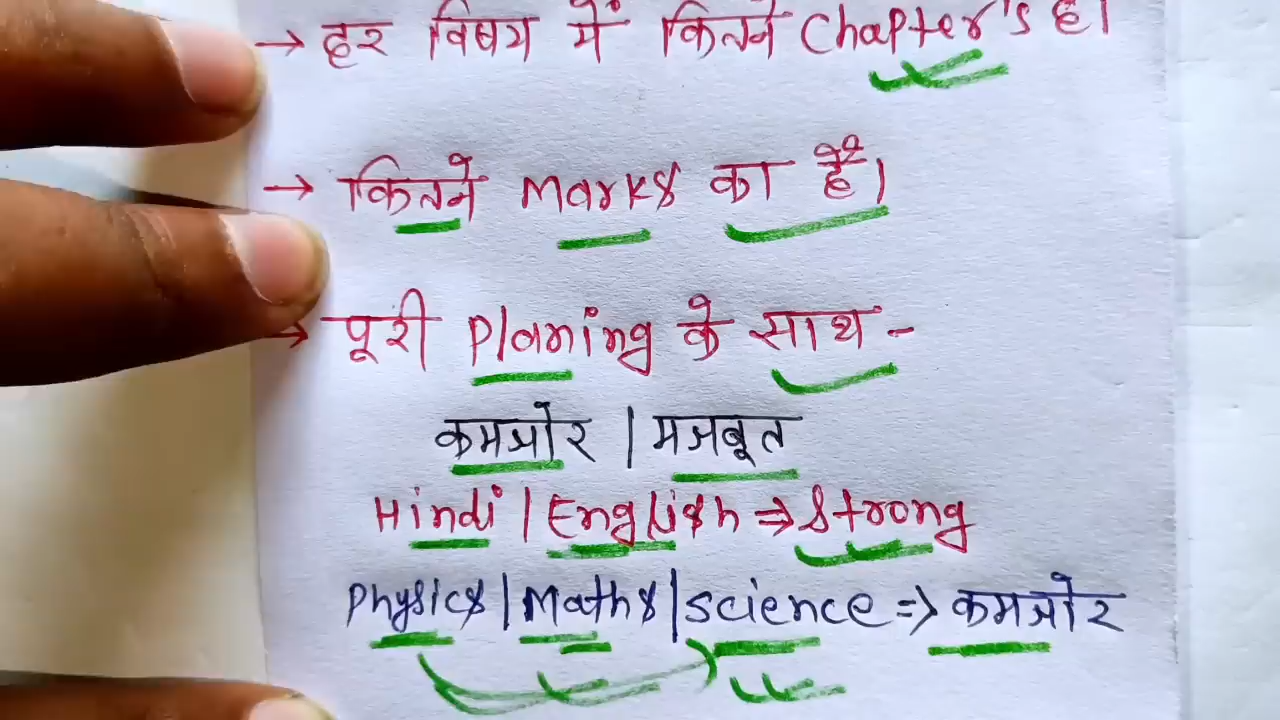 → हर विषय में कितने Chapter's है।
→ कितने Marks का है।
→ पूरी Planing के साथ -
कमजोर | मजबूत
Hindi | English ⇒ Strong
Physics | Maths | science => कमजोर